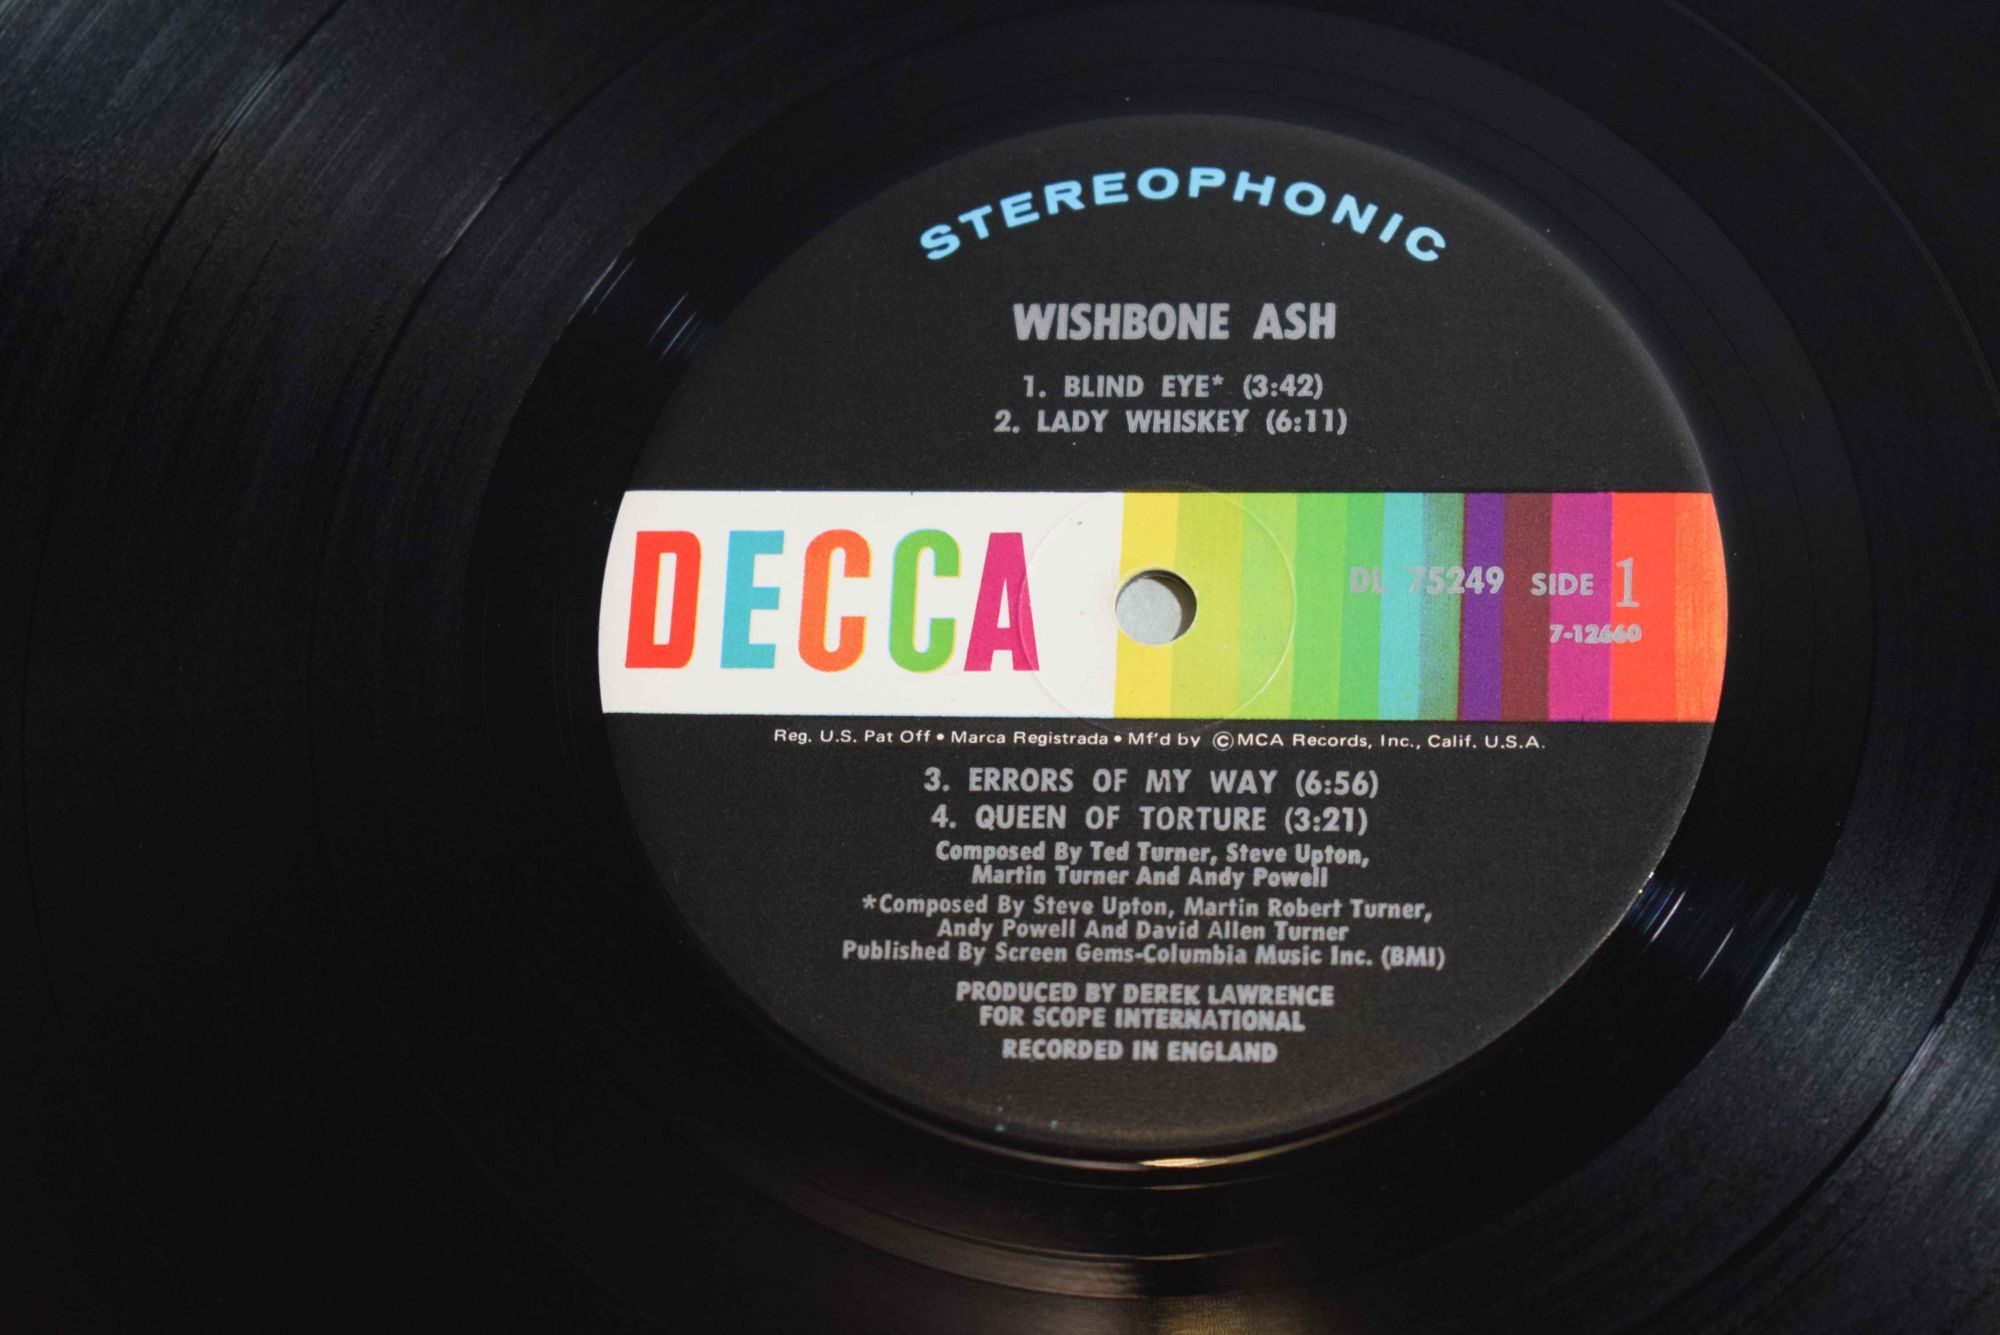 STEREOPHONIC
WISHBONE ASH
1. BLIND EYE* (3:42)
2. LADY WHISKEY (6:11)
DECCA
DL 75249 SIDE 1
7-12660
Reg. U.S. Pat Off • Marca Registrada • Mf'd by ©MCA Records, Inc., Calif. U.S.A.
3. ERRORS OF MY WAY (6:56)
4. QUEEN OF TORTURE (3:21)
Composed By Ted Turner, Steve Upton,
Martin Turner And Andy Powell
*Composed By Steve Upton, Martin Robert Turner,
Andy Powell And David Allen Turner
Published By Screen Gems-Columbia Music Inc. (BMI)
PRODUCED BY DEREK LAWRENCE
FOR SCOPE INTERNATIONAL
RECORDED IN ENGLAND